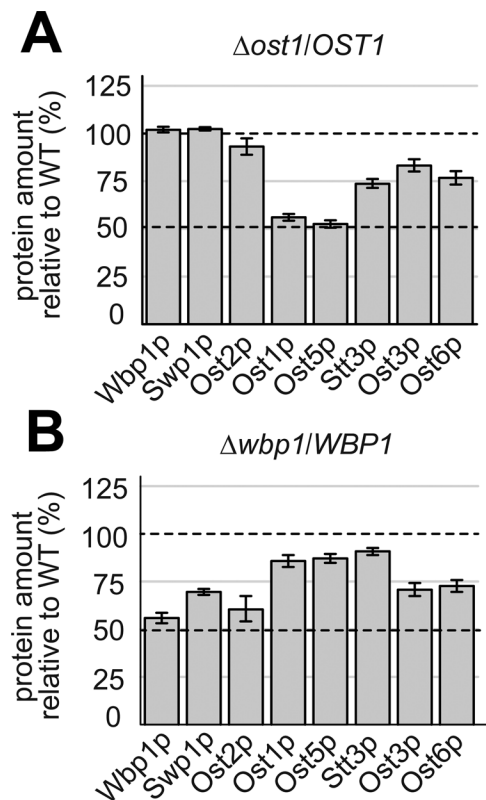 A
Δost1/OST1
protein amount
relative to WT (%)
125
100
75
50
25
0
Wbp1p
Swp1p
Ost2p
Ost1p
Ost5p
Stt3p
Ost3p
Ost6p
B
Δwbp1/WBP1
protein amount
relative to WT (%)
125
100
75
50
25
0
Wbp1p
Swp1p
Ost2p
Ost1p
Ost5p
Stt3p
Ost3p
Ost6p